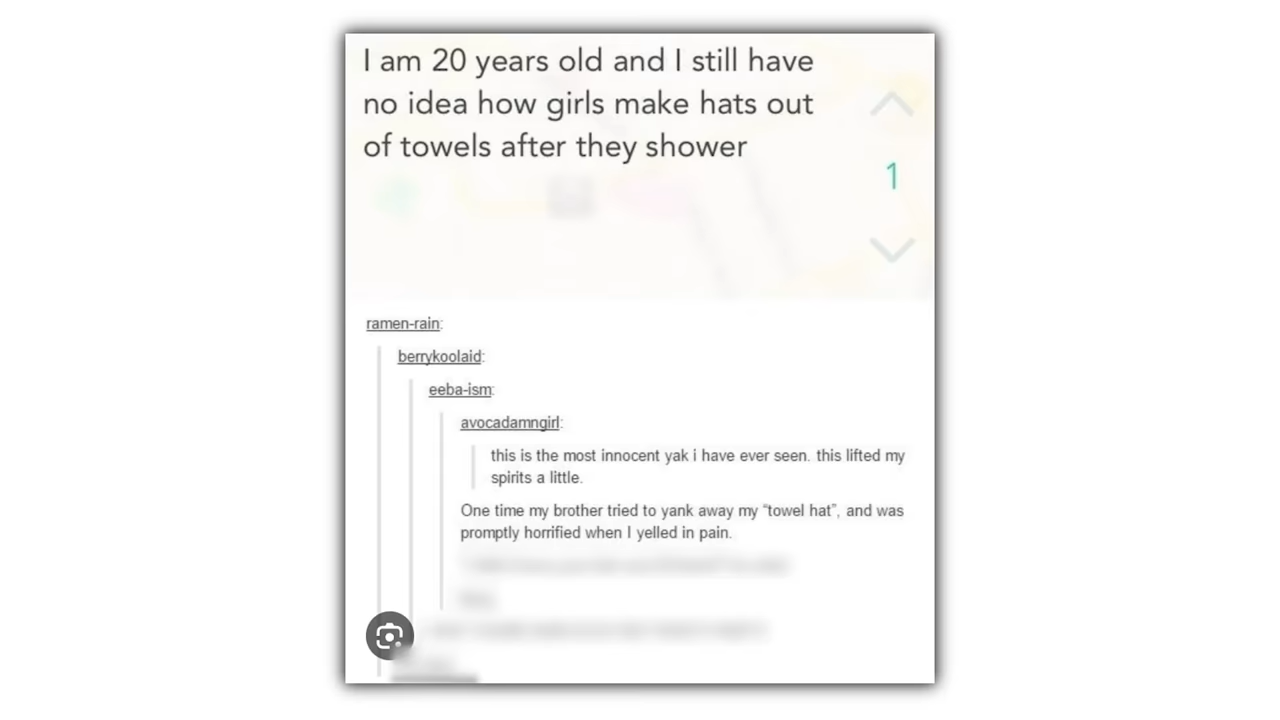 I am 20 years old and I still have
no idea how girls make hats out
of towels after they shower
1
ramen-rain:
berrykoolaid:
eeba-ism:
avocadamngirl:
this is the most innocent yak i have ever seen. this lifted my
spirits a little.
One time my brother tried to yank away my “towel hat”, and was
promptly horrified when I yelled in pain.